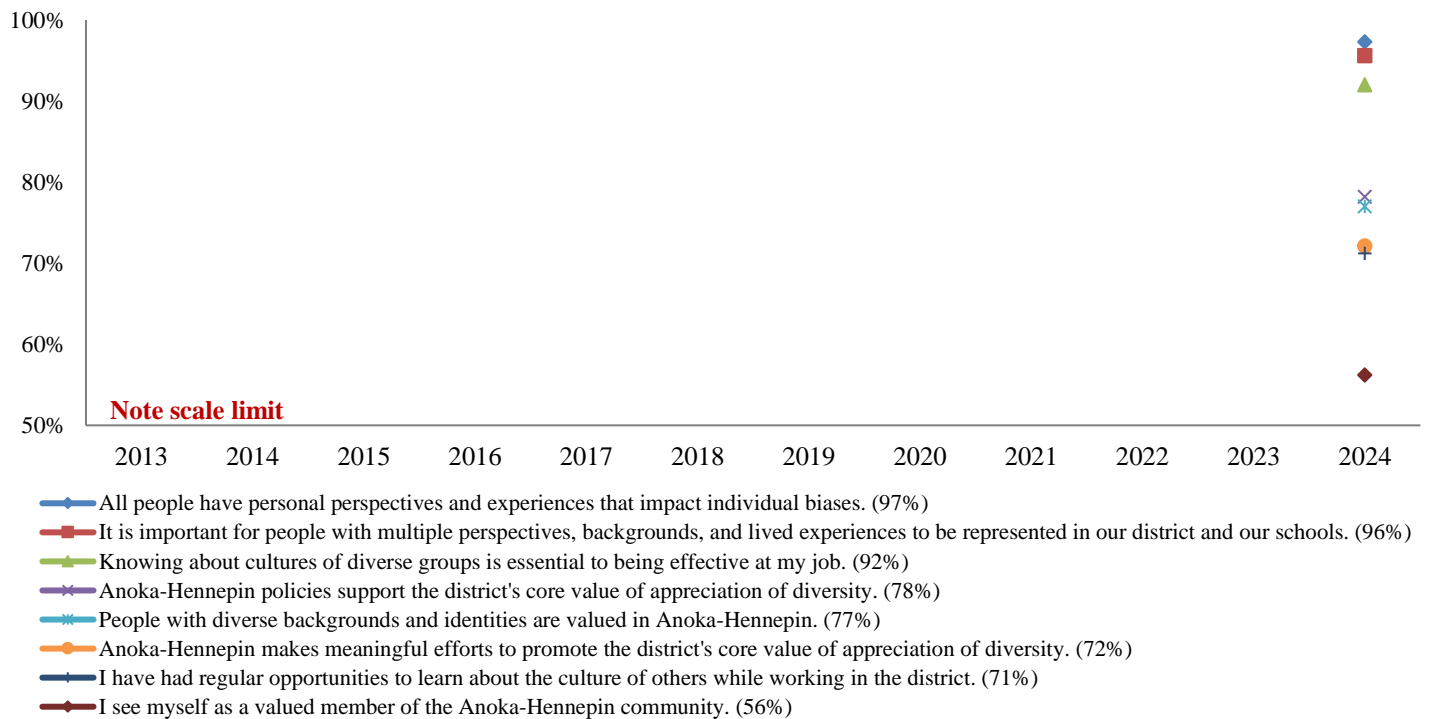 100%
90%
80%
70%
60%
50%
Note scale limit
2013 2014 2015 2016 2017 2018 2019 2020 2021 2022 2023 2024
All people have personal perspectives and experiences that impact individual biases. (97%)
It is important for people with multiple perspectives, backgrounds, and lived experiences to be represented in our district and our schools. (96%)
Knowing about cultures of diverse groups is essential to being effective at my job. (92%)
Anoka-Hennepin policies support the district's core value of appreciation of diversity. (78%)
People with diverse backgrounds and identities are valued in Anoka-Hennepin. (77%)
Anoka-Hennepin makes meaningful efforts to promote the district's core value of appreciation of diversity. (72%)
I have had regular opportunities to learn about the culture of others while working in the district. (71%)
I see myself as a valued member of the Anoka-Hennepin community. (56%)